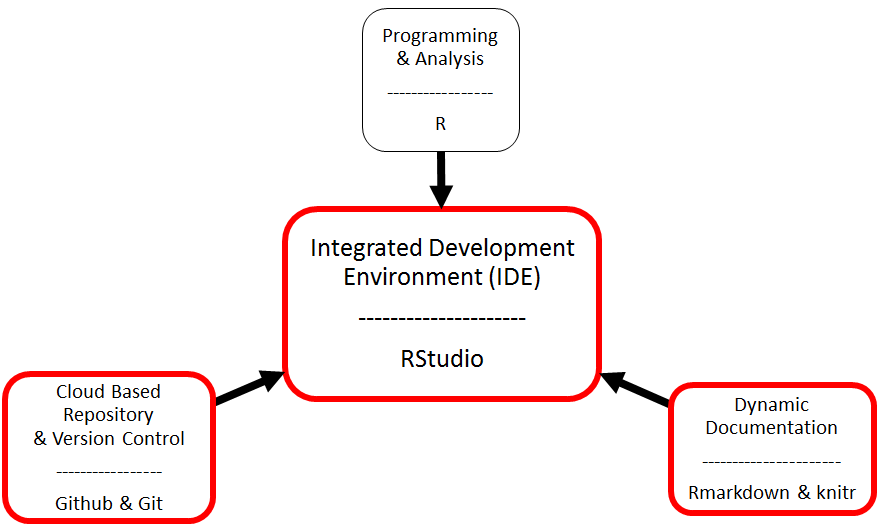 Programming
& Analysis
-----------------
R
Integrated Development
Environment (IDE)
---------------------
RStudio
Cloud Based
Repository
& Version Control
-----------------
Github & Git
Dynamic
Documentation
----------------------
Rmarkdown & knitr